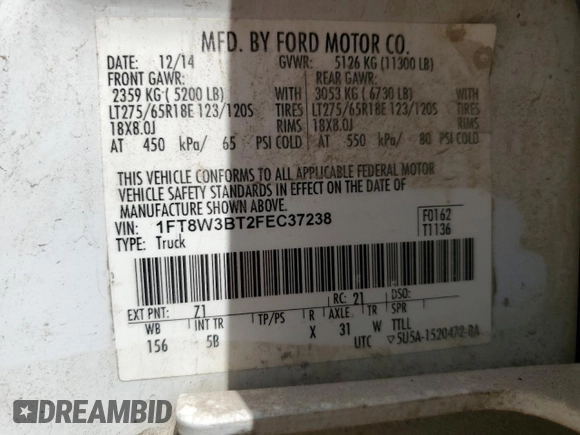 MFD. BY FORD MOTOR CO.
DATE: 12/14 GVWR: 5126 KG (11300 LB)
FRONT GAWR: REAR GAWR:
2359 KG (5200 LB) WITH 3053 KG (6730 LB) WITH
LT275/65R18E 123/120S TIRES LT275/65R18E 123/120S TIRES
18X8.0J RIMS 18X8.0J RIMS
AT 450 kPa/ 65 PSI COLD AT 550 kPa/ 80 PSI COLD
THIS VEHICLE CONFORMS TO ALL APPLICABLE FEDERAL MOTOR
VEHICLE SAFETY STANDARDS IN EFFECT ON THE DATE OF
MANUFACTURE SHOWN ABOVE.
VIN: 1FT8W3BT2FEC37238 F0162
TYPE: Truck T1136
EXT PNT: Z1 RC: 21 DSO:
WB INT TR TP/PS R AXLE TR SPR
156 5B X 31 W TTLL
UTC ▽5U5A-1520472-BA
DREAMBID